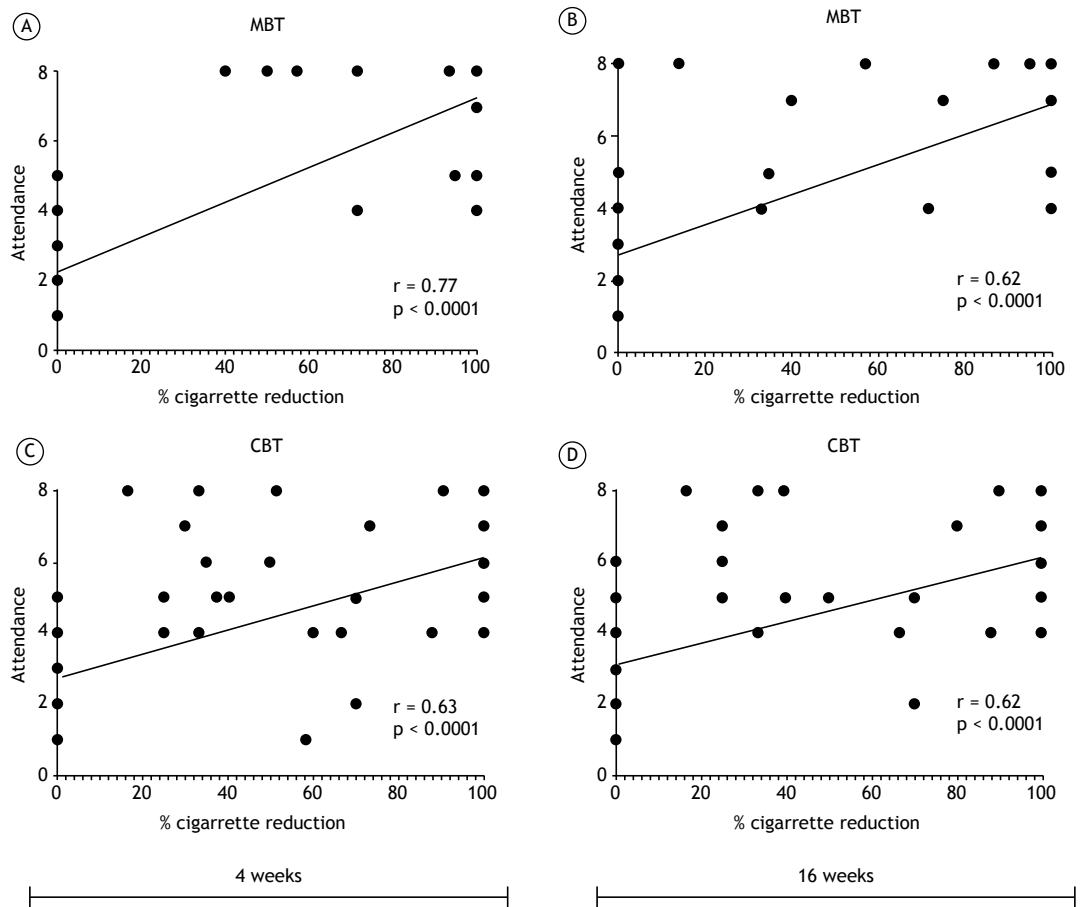 A
MBT
8
6
4
2
0
Attendance
r = 0.77
p < 0.0001
0 20 40 60 80 100
% cigarrette reduction
B
MBT
8
6
4
2
0
Attendance
r = 0.62
p < 0.0001
0 20 40 60 80 100
% cigarrette reduction
C
CBT
8
6
4
2
0
Attendance
r = 0.63
p < 0.0001
0 20 40 60 80 100
% cigarrette reduction
D
CBT
8
6
4
2
0
Attendance
r = 0.62
p < 0.0001
0 20 40 60 80 100
% cigarrette reduction
4 weeks
16 weeks